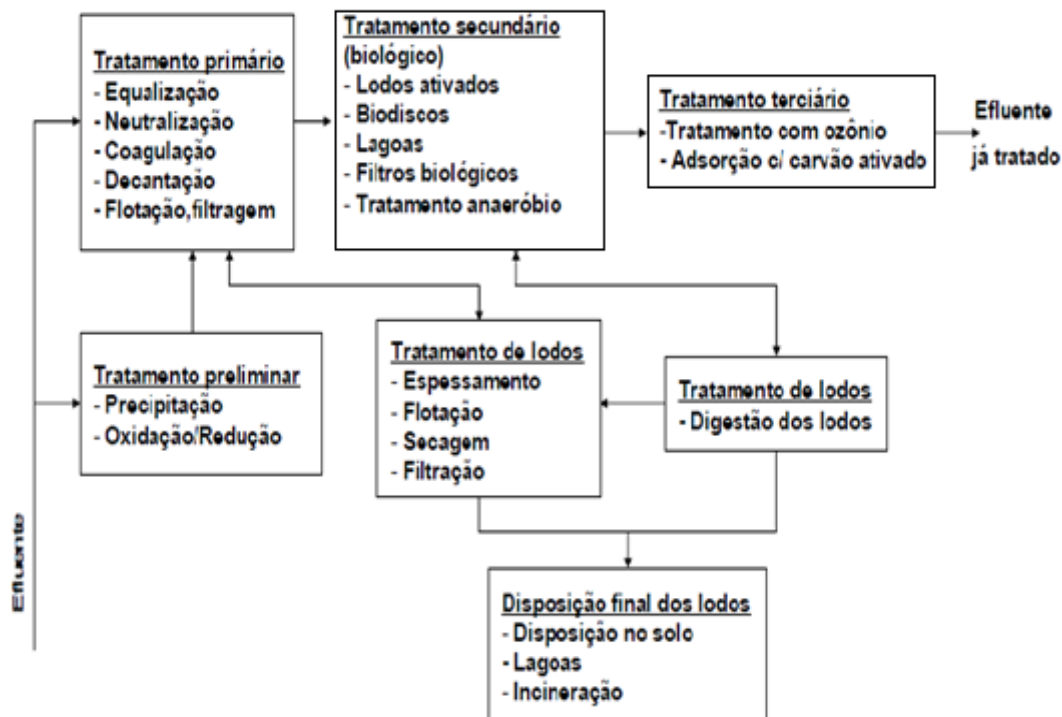 Tratamento primário
- Equalização
- Neutralização
- Coagulação
- Decantação
- Flotação,filtragem
Tratamento secundário
(biológico)
- Lodos ativados
- Biodiscos
- Lagoas
- Filtros biológicos
- Tratamento anaeróbio
Tratamento terciário
-Tratamento com ozônio
- Adsorção c/ carvão ativado
Efluente
já tratado
Tratamento preliminar
- Precipitação
- Oxidação/Redução
Tratamento de lodos
- Espessamento
- Flotação
- Secagem
- Filtração
Tratamento de lodos
- Digestão dos lodos
Efluente
Disposição final dos lodos
- Disposição no solo
- Lagoas
- Incineração